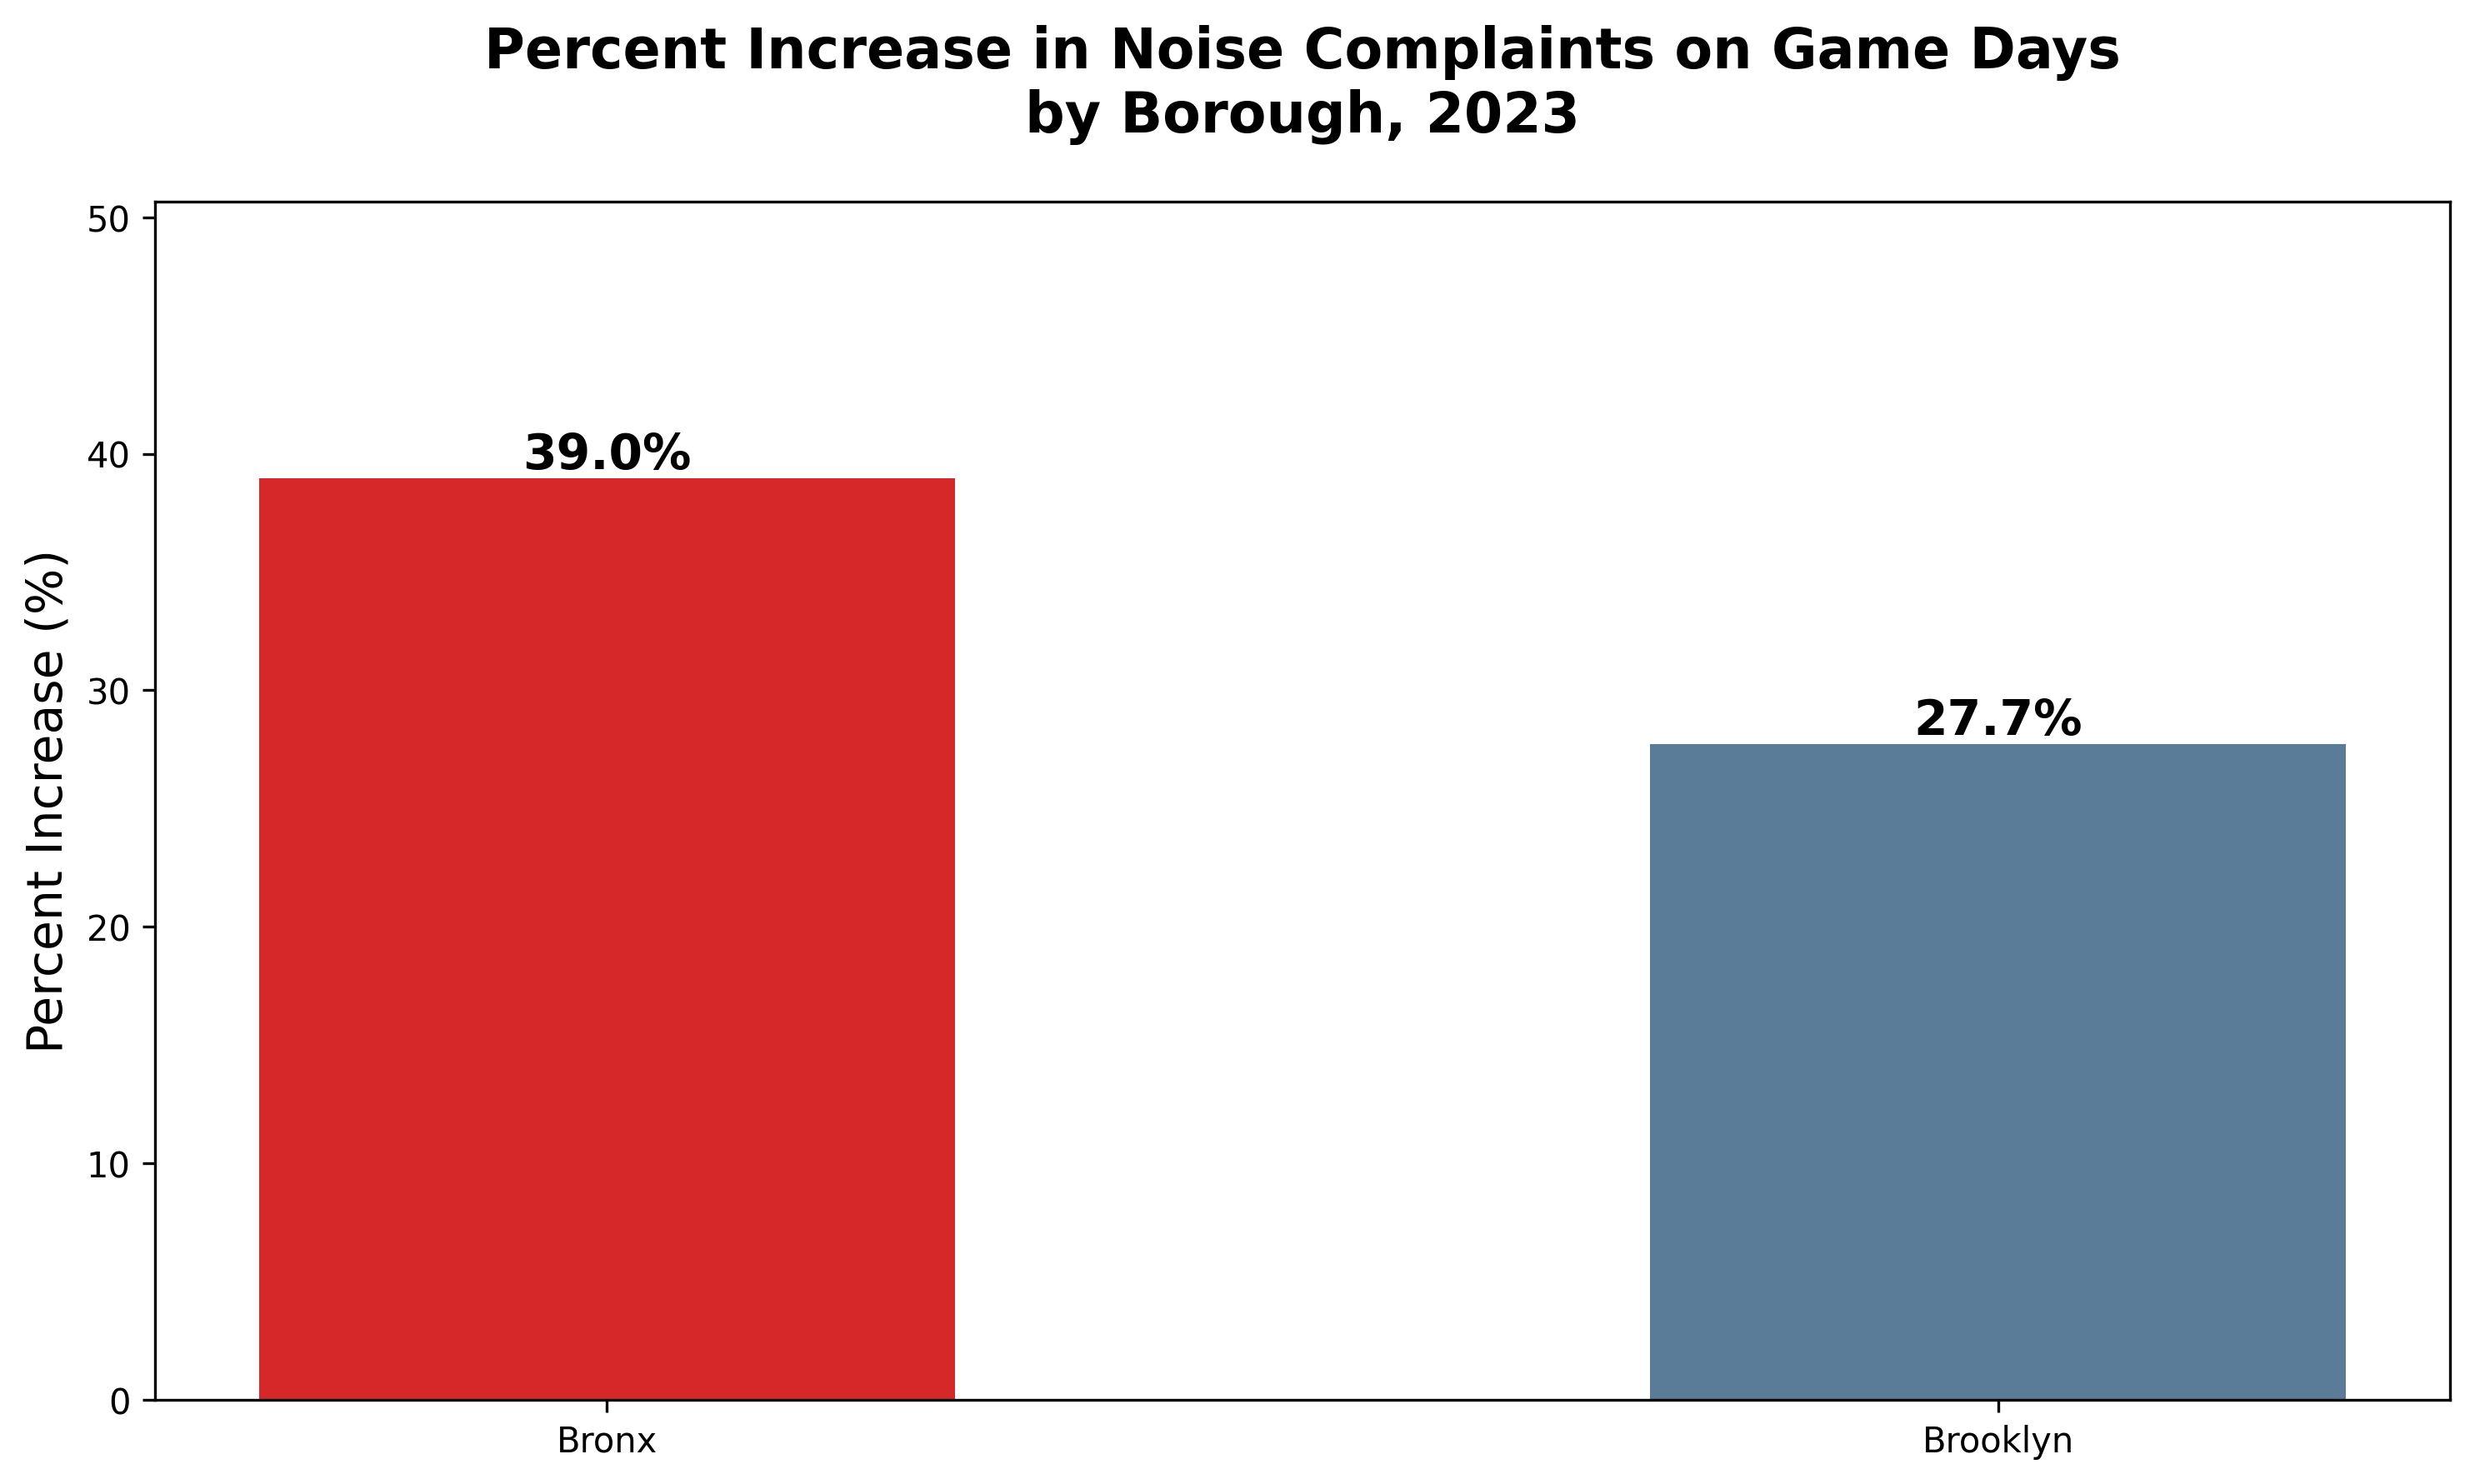 Percent Increase in Noise Complaints on Game Days
by Borough, 2023
Percent Increase (%)
50
40
30
20
10
0
39.0%
27.7%
Bronx
Brooklyn